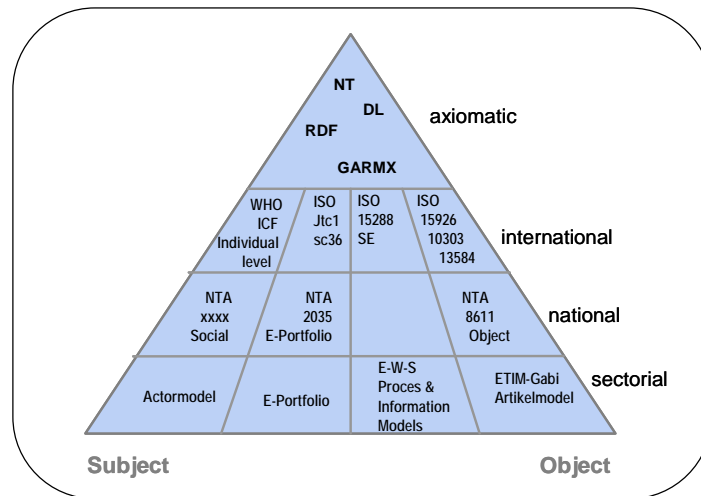 NT
DL
RDF
GARMX
axiomatic
WHO
ICF
Individual
level
ISO
Jtc1
sc36
ISO
15288
SE
ISO
15926
10303
13584
international
NTA
xxxx
Social
NTA
2035
E-Portfolio
NTA
8611
Object
national
Actormodel
E-Portfolio
E-W-S
Proces &
Information
Models
ETIM-Gabi
Artikelmodel
sectorial
Subject
Object